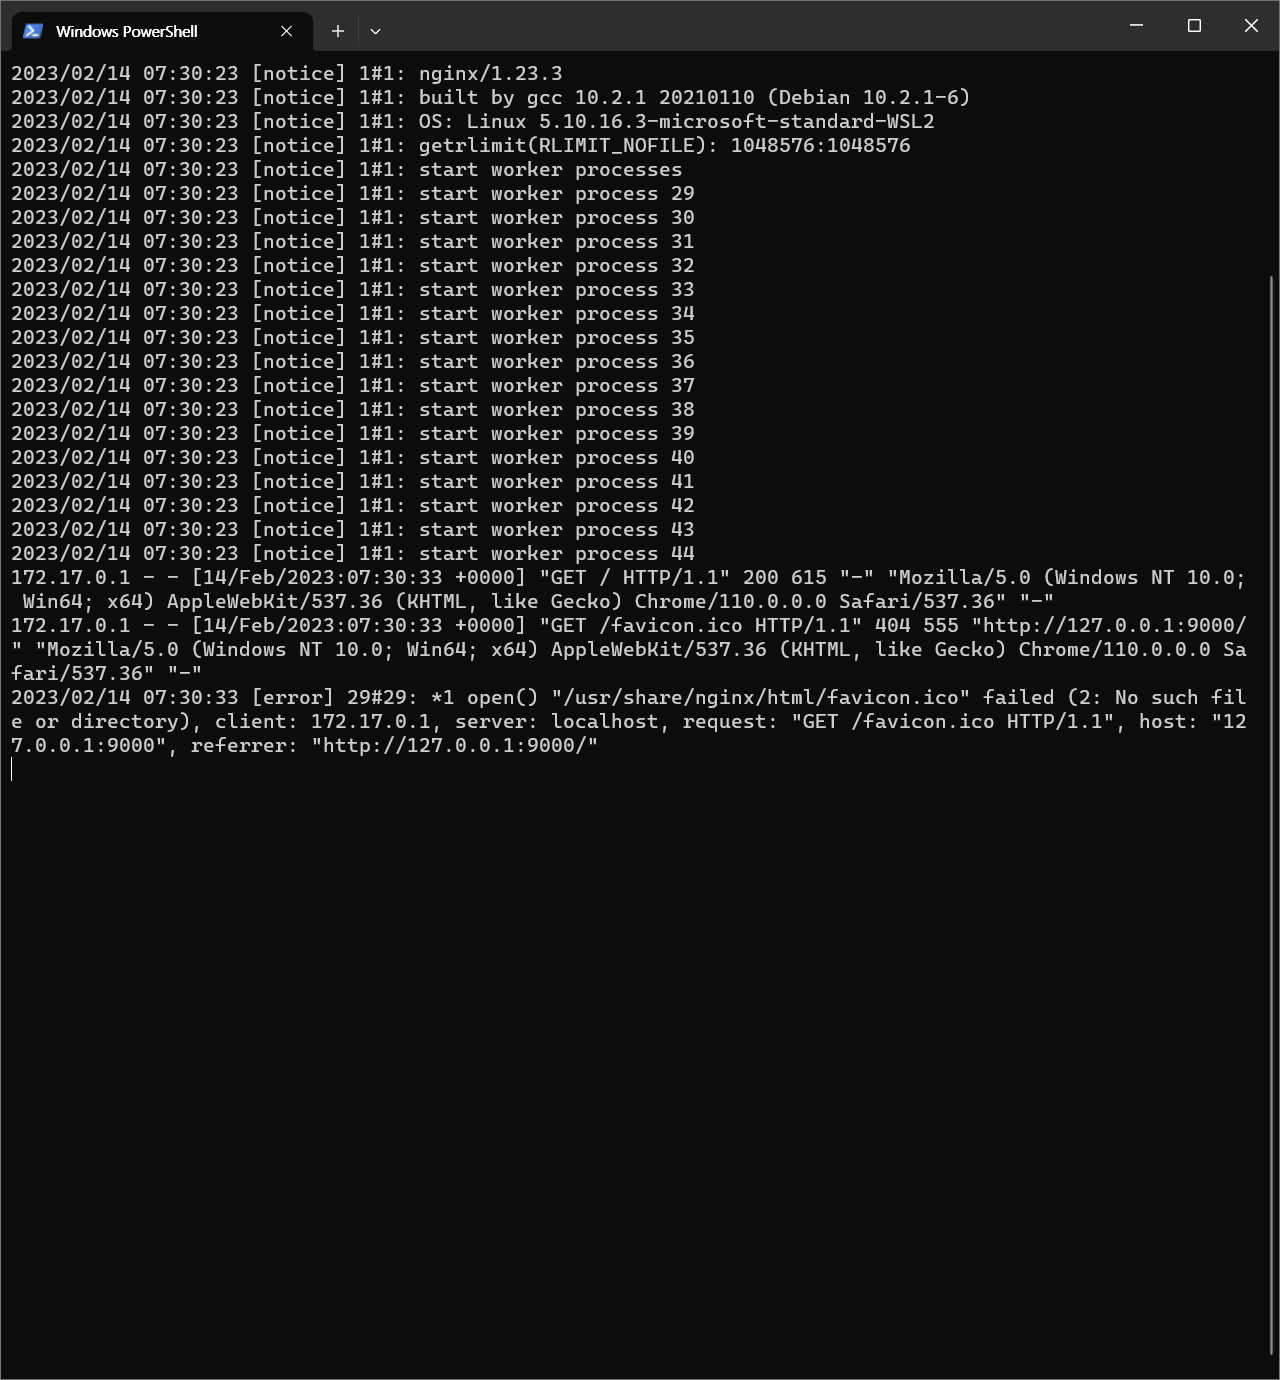 Windows PowerShell
2023/02/14 07:30:23 [notice] 1#1: nginx/1.23.3
2023/02/14 07:30:23 [notice] 1#1: built by gcc 10.2.1 20210110 (Debian 10.2.1-6)
2023/02/14 07:30:23 [notice] 1#1: OS: Linux 5.10.16.3-microsoft-standard-WSL2
2023/02/14 07:30:23 [notice] 1#1: getrlimit(RLIMIT_NOFILE): 1048576:1048576
2023/02/14 07:30:23 [notice] 1#1: start worker processes
2023/02/14 07:30:23 [notice] 1#1: start worker process 29
2023/02/14 07:30:23 [notice] 1#1: start worker process 30
2023/02/14 07:30:23 [notice] 1#1: start worker process 31
2023/02/14 07:30:23 [notice] 1#1: start worker process 32
2023/02/14 07:30:23 [notice] 1#1: start worker process 33
2023/02/14 07:30:23 [notice] 1#1: start worker process 34
2023/02/14 07:30:23 [notice] 1#1: start worker process 35
2023/02/14 07:30:23 [notice] 1#1: start worker process 36
2023/02/14 07:30:23 [notice] 1#1: start worker process 37
2023/02/14 07:30:23 [notice] 1#1: start worker process 38
2023/02/14 07:30:23 [notice] 1#1: start worker process 39
2023/02/14 07:30:23 [notice] 1#1: start worker process 40
2023/02/14 07:30:23 [notice] 1#1: start worker process 41
2023/02/14 07:30:23 [notice] 1#1: start worker process 42
2023/02/14 07:30:23 [notice] 1#1: start worker process 43
2023/02/14 07:30:23 [notice] 1#1: start worker process 44
172.17.0.1 - - [14/Feb/2023:07:30:33 +0000] "GET / HTTP/1.1" 200 615 "-" "Mozilla/5.0 (Windows NT 10.0;
 Win64; x64) AppleWebKit/537.36 (KHTML, like Gecko) Chrome/110.0.0.0 Safari/537.36" "-"
172.17.0.1 - - [14/Feb/2023:07:30:33 +0000] "GET /favicon.ico HTTP/1.1" 404 555 "http://127.0.0.1:9000/
" "Mozilla/5.0 (Windows NT 10.0; Win64; x64) AppleWebKit/537.36 (KHTML, like Gecko) Chrome/110.0.0.0 Sa
fari/537.36" "-"
2023/02/14 07:30:33 [error] 29#29: *1 open() "/usr/share/nginx/html/favicon.ico" failed (2: No such fil
e or directory), client: 172.17.0.1, server: localhost, request: "GET /favicon.ico HTTP/1.1", host: "12
7.0.0.1:9000", referrer: "http://127.0.0.1:9000/"